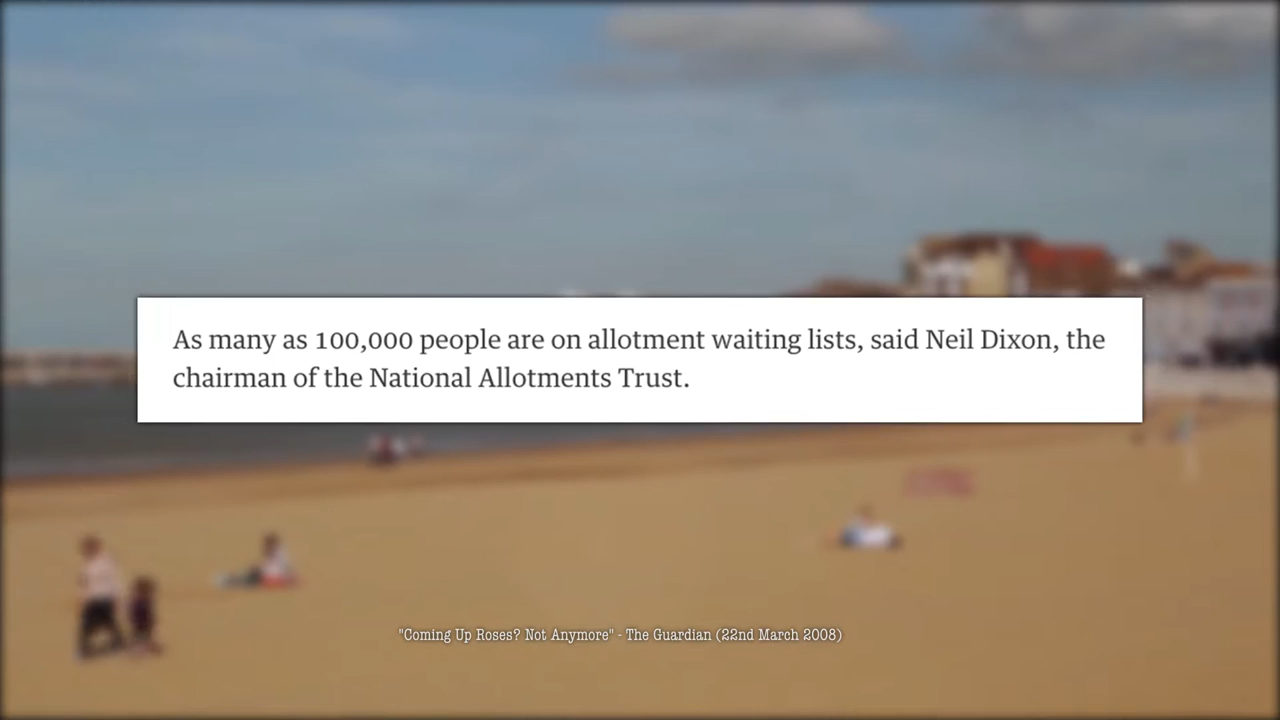 As many as 100,000 people are on allotment waiting lists, said Neil Dixon, the
chairman of the National Allotments Trust.
"Coming Up Roses? Not Anymore" - The Guardian (22nd March 2008)